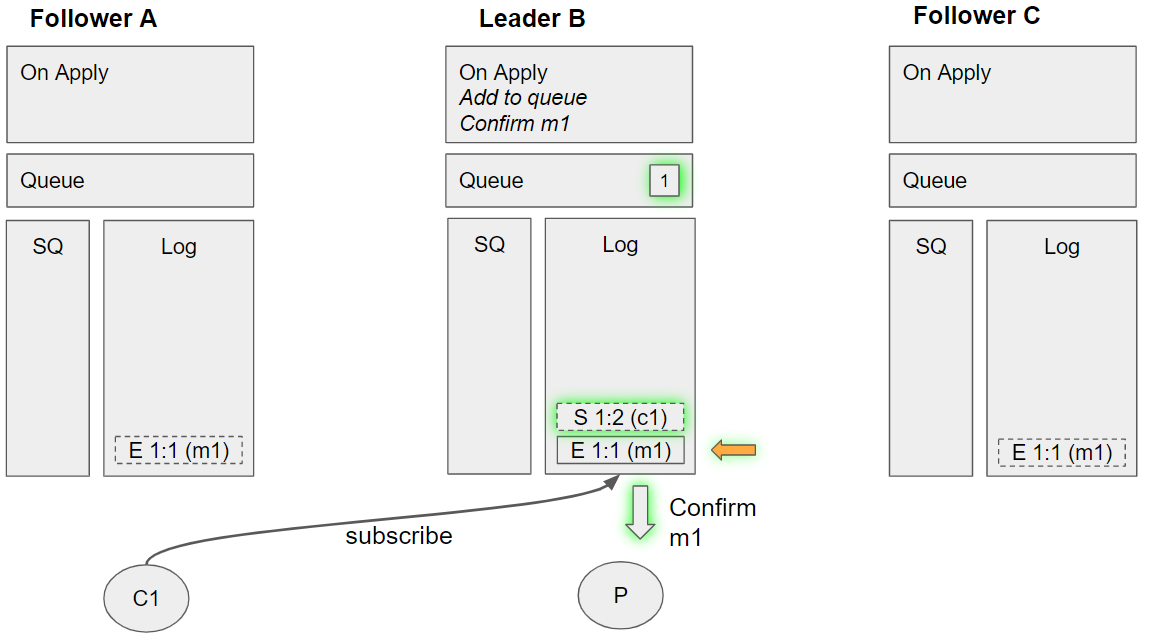 Follower A
Leader B
Follower C
On Apply
On Apply
Add to queue
Confirm m1
On Apply
Queue
Queue
1
Queue
SQ
Log
SQ
Log
SQ
Log
S 1:2 (c1)
E 1:1 (m1)
E 1:1 (m1)
E 1:1 (m1)
subscribe
Confirm
m1
C1
P